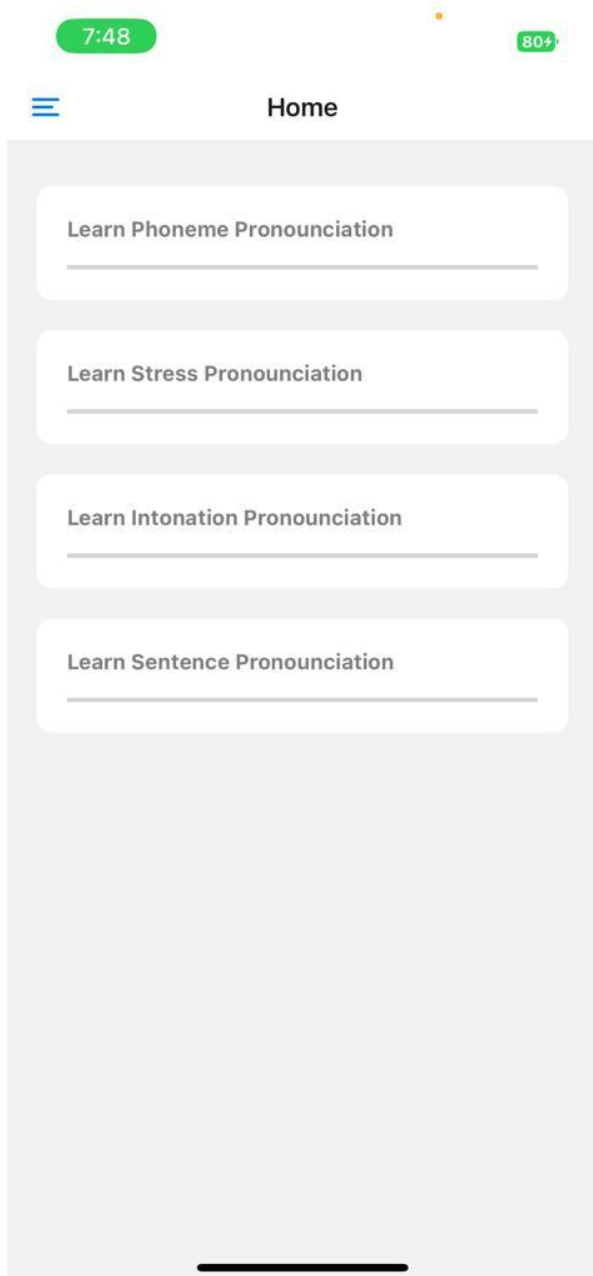 7:48
80
Home
Learn Phoneme Pronounciation
Learn Stress Pronounciation
Learn Intonation Pronounciation
Learn Sentence Pronounciation